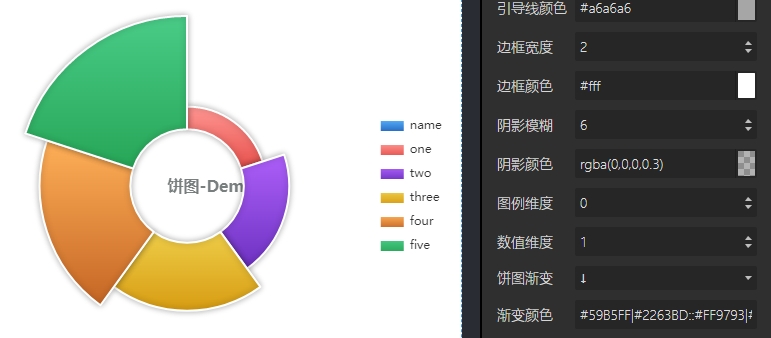 饼图-Dem
name
one
two
three
four
five
引导线颜色 #a6a6a6
边框宽度 2
边框颜色 #fff
阴影模糊 6
阴影颜色 rgba(0,0,0,0.3)
图例维度 0
数值维度 1
饼图渐变 ↓
渐变颜色 #59B5FF|#2263BD::#FF9793|#